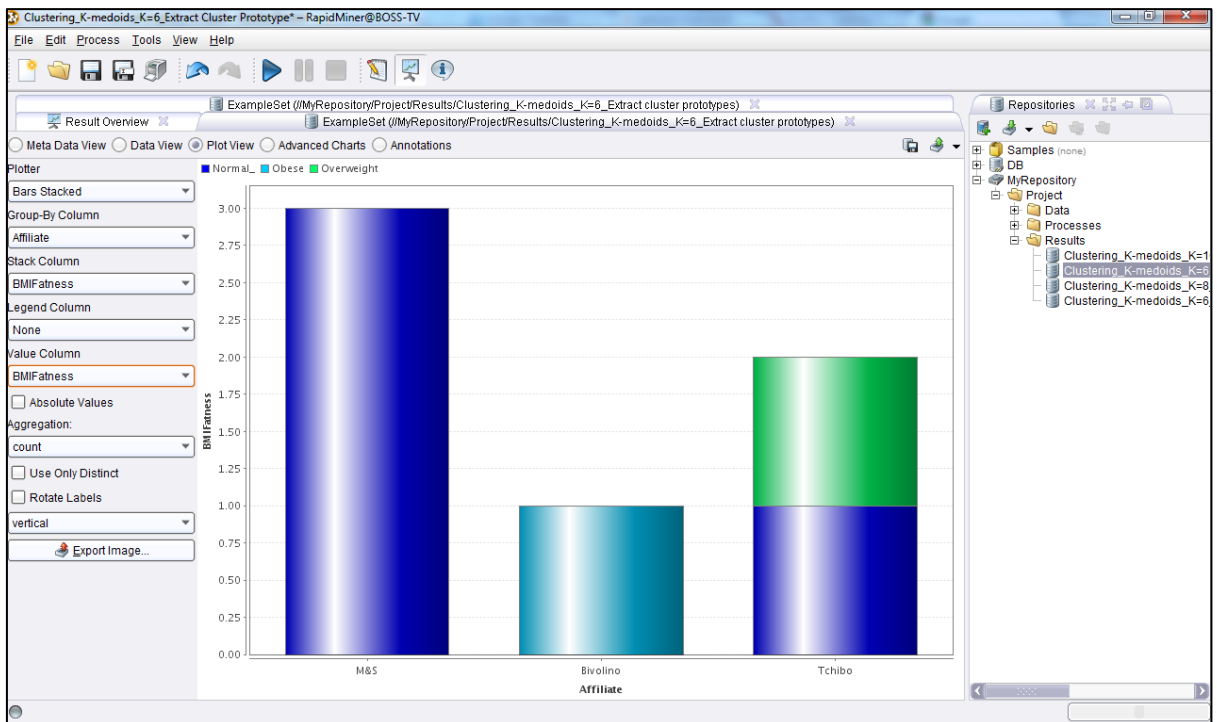 Clustering_K-medoids_K=6_Extract Cluster Prototype* – RapidMiner@BOSS-TV
File Edit Process Tools View Help
ExampleSet (//MyRepository/Project/Results/Clustering_K-medoids_K=6_Extract cluster prototypes)
Result Overview
ExampleSet (//MyRepository/Project/Results/Clustering_K-medoids_K=6_Extract cluster prototypes)
Meta Data View Data View Plot View Advanced Charts Annotations
Plotter
Bars Stacked
Group-By Column
Affiliate
Stack Column
BMIFatness
Legend Column
None
Value Column
BMIFatness
Absolute Values
Aggregation:
count
Use Only Distinct
Rotate Labels
vertical
Export Image...
Normal_ Obese Overweight
3.00
2.75
2.50
2.25
2.00
1.75
1.50
1.25
1.00
0.75
0.50
0.25
0.00
BMIFatness
M&S Bivolino Tchibo
Affiliate
Repositories
Samples (none)
DB
MyRepository
Project
Data
Processes
Results
Clustering_K-medoids_K=1
Clustering_K-medoids_K=6
Clustering_K-medoids_K=8
Clustering_K-medoids_K=6